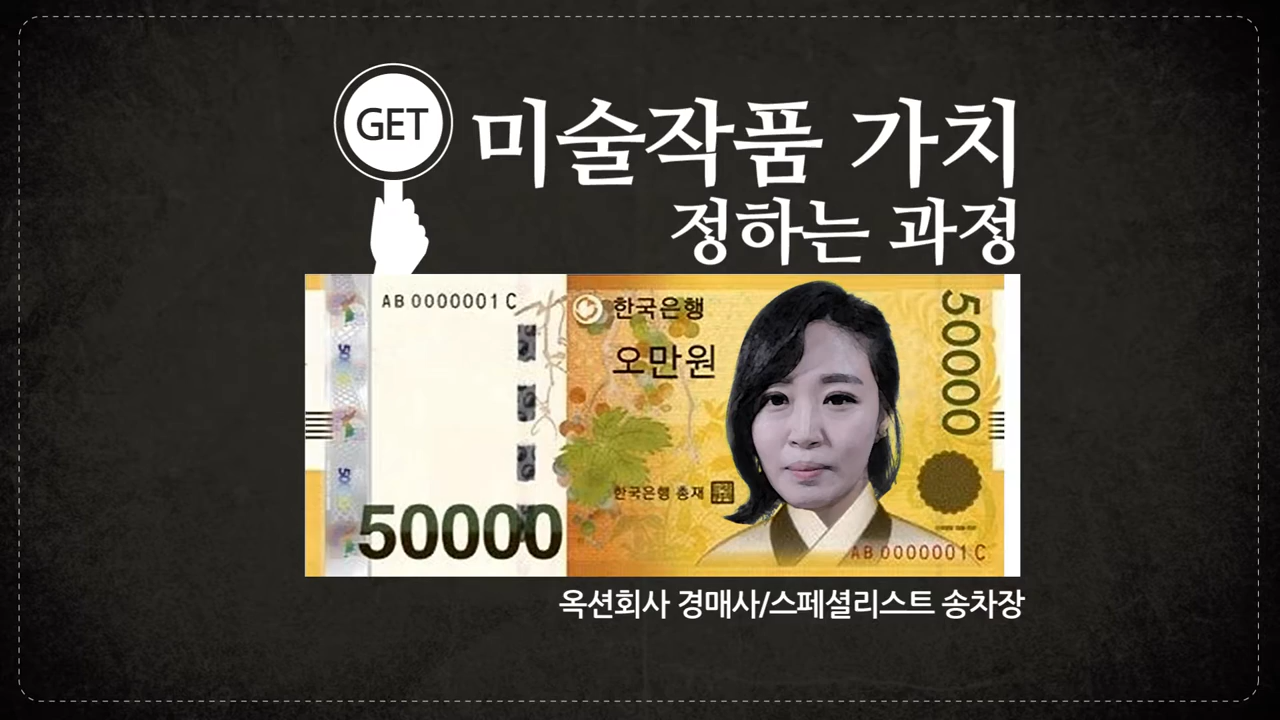 GET
미술작품 가치
정하는 과정
AB 0000001 C
한국은행
오만원
50000
한국은행 총재
50000
AB 0000001 C
50
50
옥션회사 경매사/스페셜리스트 송차장